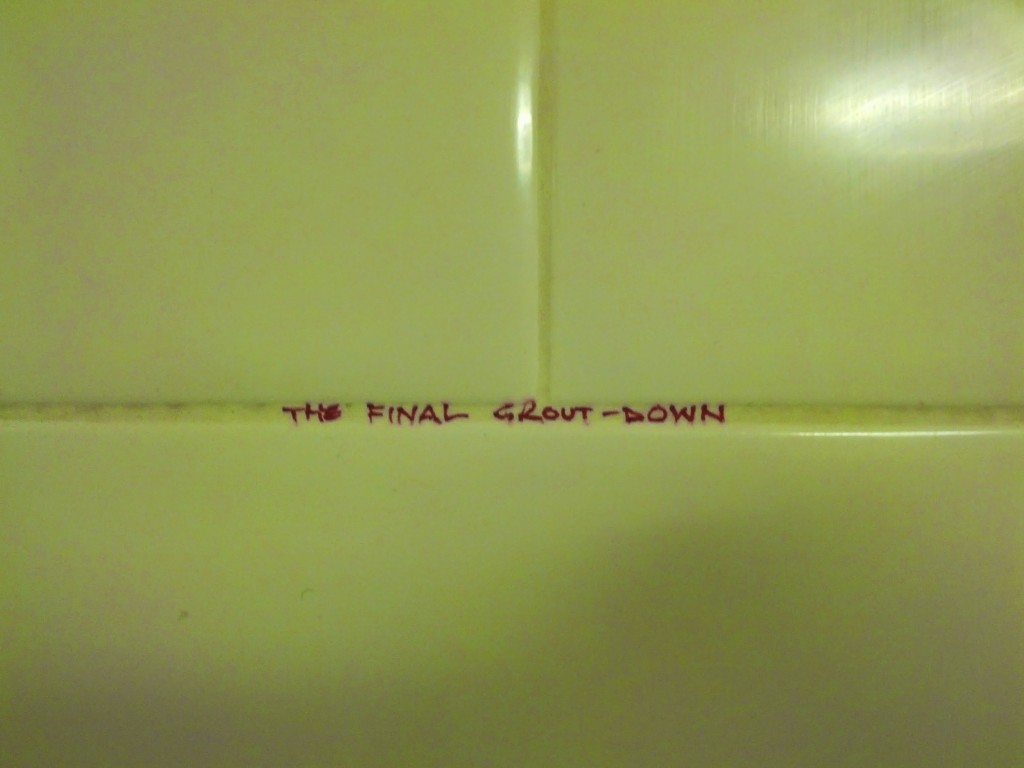 THE FINAL GROUT-DOWN